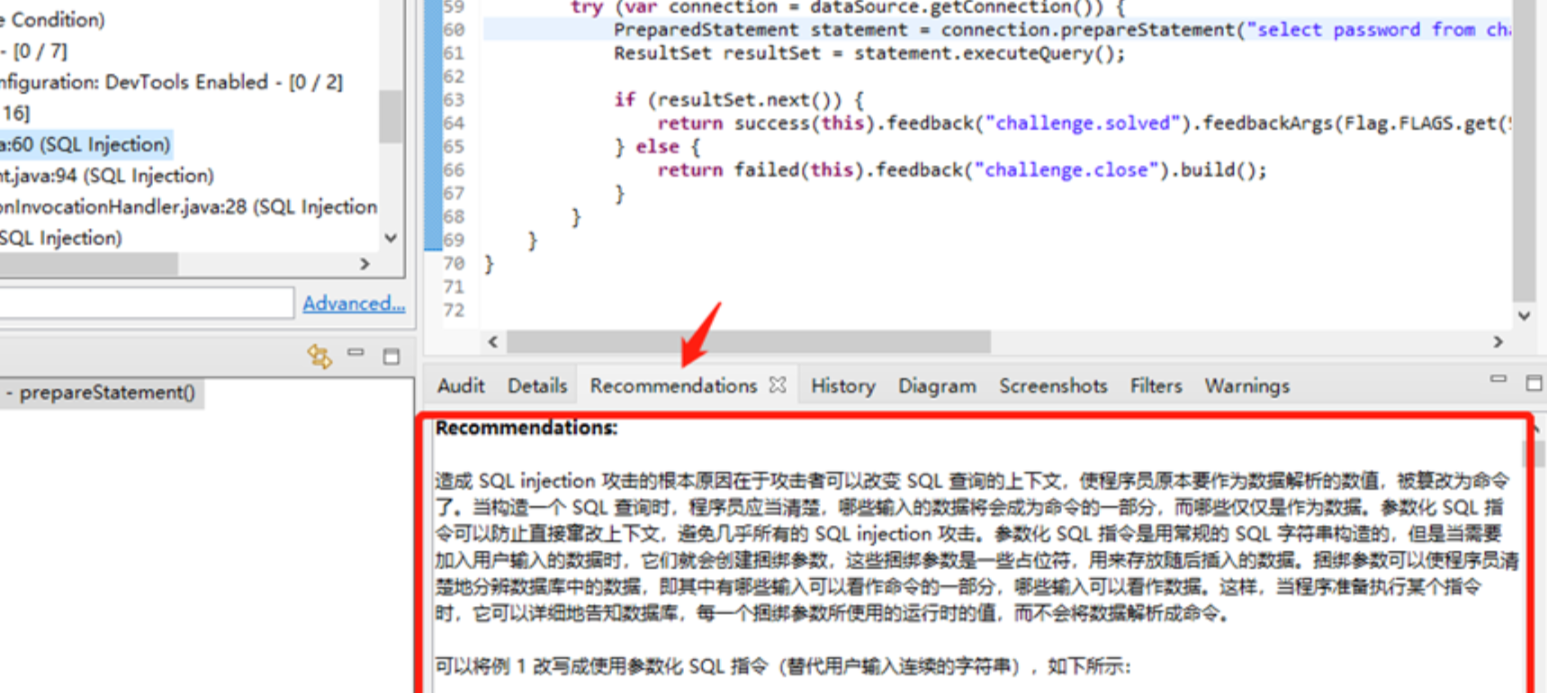 e Condition)
- [0 / 7]
nfiguration: DevTools Enabled - [0 / 2]
16]
a:60 (SQL Injection)
nt.java:94 (SQL Injection)
onInvocationHandler.java:28 (SQL Injection
SQL Injection)
Advanced...
- prepareStatement()
59 try (var connection = dataSource.getConnection()) {
60 PreparedStatement statement = connection.prepareStatement("select password from cha
61 ResultSet resultSet = statement.executeQuery();
62
63 if (resultSet.next()) {
64 return success(this).feedback("challenge.solved").feedbackArgs(Flag.FLAGS.get(
65 } else {
66 return failed(this).feedback("challenge.close").build();
67 }
68 }
69 }
70 }
71
72
Audit Details Recommendations History Diagram Screenshots Filters Warnings
Recommendations:
造成 SQL injection 攻击的根本原因在于攻击者可以改变 SQL 查询的上下文，使程序员原本要作为数据解析的数值，被篡改为命令
了。当构造一个 SQL 查询时，程序员应当清楚，哪些输入的数据将会成为命令的一部分，而哪些仅仅是作为数据。参数化 SQL 指
令可以防止直接窜改上下文，避免几乎所有的 SQL injection 攻击。参数化 SQL 指令是用常规的 SQL 字符串构造的，但是当需要
加入用户输入的数据时，它们就会创建捆绑参数，这些捆绑参数是一些占位符，用来存放随后插入的数据。捆绑参数可以使程序员清
楚地分辨数据库中的数据，即其中有哪些输入可以看作命令的一部分，哪些输入可以看作数据。这样，当程序准备执行某个指令
时，它可以详细地告知数据库，每一个捆绑参数所使用的运行时的值，而不会将数据解析成命令。
可以将例 1 改写成使用参数化 SQL 指令（替代用户输入连续的字符串），如下所示：